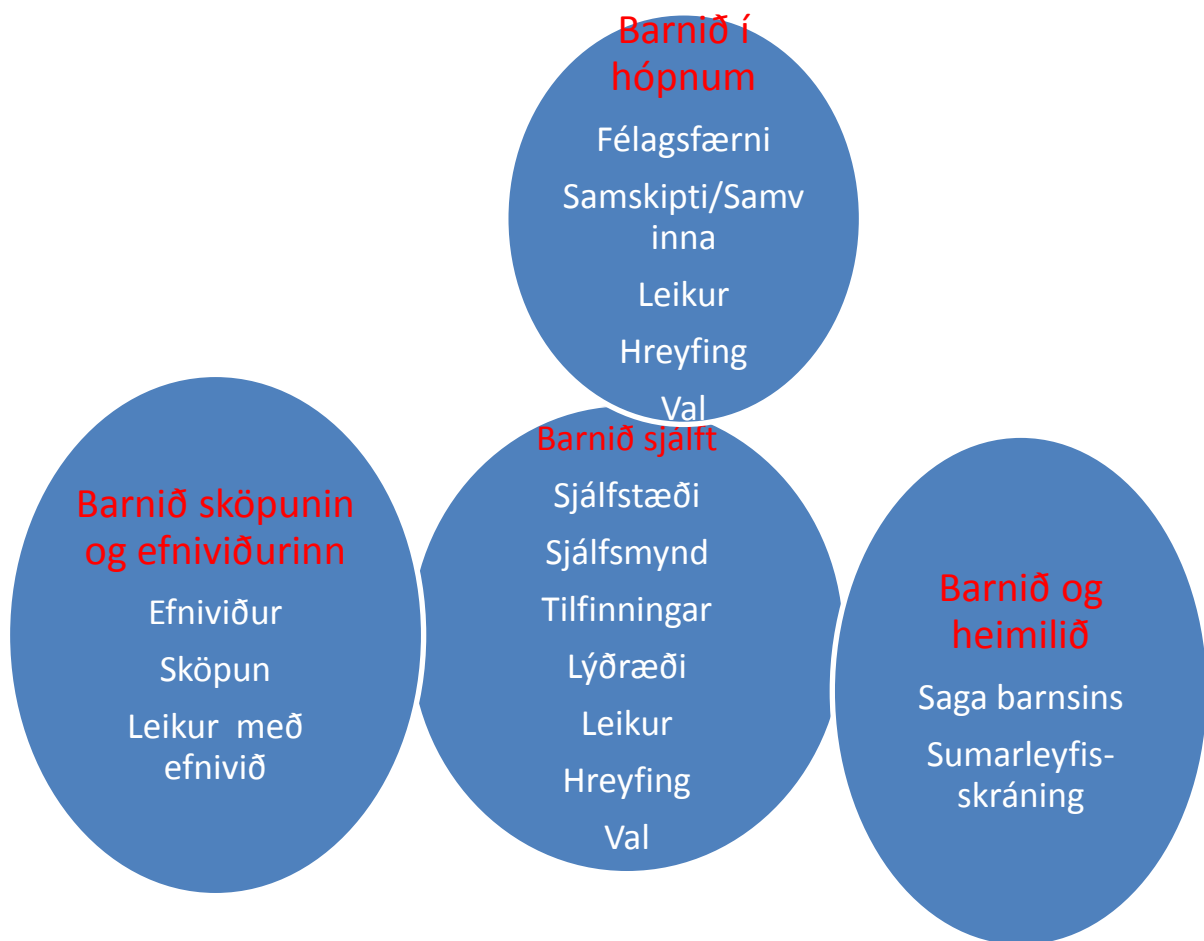 Barnið í
hópnum
Félagsfærni
Samskipti/Samv
inna
Leikur
Hreyfing
Val
Barnið sköpunin
og efniviðurinn
Efniviður
Sköpun
Leikur með
efnivið
Barnið sjálft
Sjálfstæði
Sjálfsmynd
Tilfinningar
Lýðræði
Leikur
Hreyfing
Val
Barnið og
heimilið
Saga barnsins
Sumarleyfis-
skráning